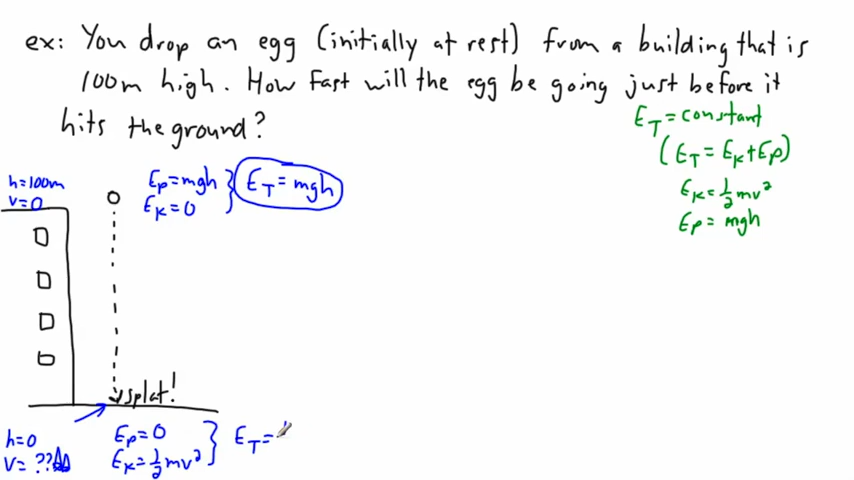 ex: You drop an egg (initially at rest) from a building that is
100m high. How fast will the egg be going just before it
hits the ground?
E_T = constant
(E_T = E_K + E_P)
E_K = ½mv²
E_P = mgh
h=100m
v=0
E_P = mgh
E_K = 0
E_T = mgh
splat!
h=0
v= ??
E_P = 0
E_K = ½mv²
E_T =